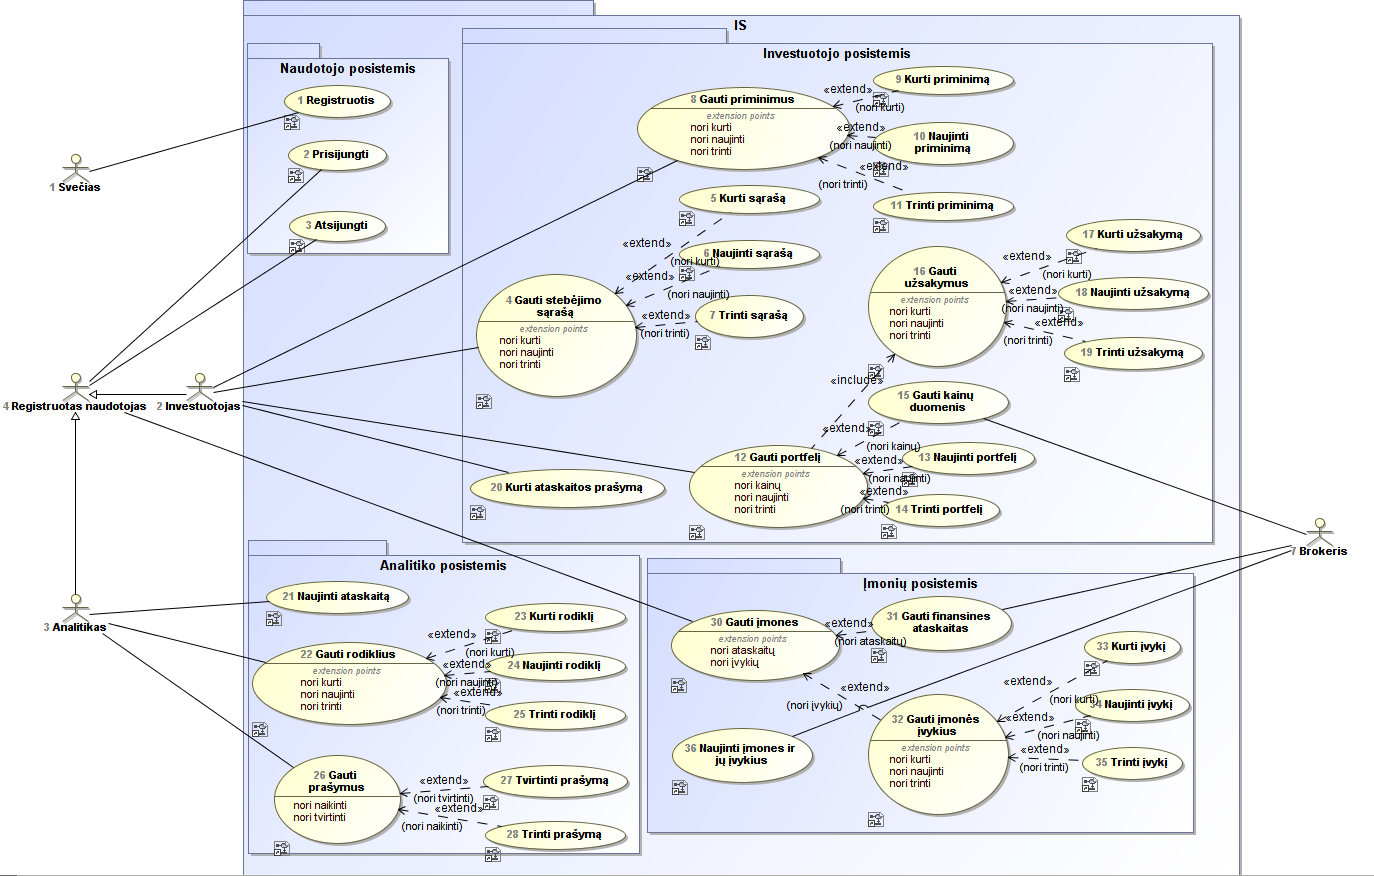 IS
Naudotojo posistemis
1 Registruotis
2 Prisijungti
3 Atsijungti
1 Svečias
4 Registruotas naudotojas
2 Investuotojas
3 Analitikas
7 Brokeris
Investuotojo posistemis
8 Gauti priminimus
extension points
nori kurti
nori naujinti
nori trinti
9 Kurti priminimą
«extend»
(nori kurti)
10 Naujinti
priminimą
«extend»
(nori naujinti)
11 Trinti priminimą
«extend»
(nori trinti)
4 Gauti stebėjimo
sąrašą
extension points
nori kurti
nori naujinti
nori trinti
5 Kurti sąrašą
«extend»
(nori kurti)
6 Naujinti sąrašą
«extend»
(nori naujinti)
7 Trinti sąrašą
«extend»
(nori trinti)
16 Gauti
užsakymus
extension points
nori kurti
nori naujinti
nori trinti
17 Kurti užsakymą
«extend»
(nori kurti)
18 Naujinti užsakymą
«extend»
(nori naujinti)
19 Trinti užsakymą
«extend»
(nori trinti)
«include»
15 Gauti kainų
duomenis
«extend»
(nori kainų)
12 Gauti portfelį
extension points
nori kainų
nori naujinti
nori trinti
13 Naujinti portfelį
«extend»
(nori naujinti)
14 Trinti portfelį
«extend»
(nori trinti)
20 Kurti ataskaitos prašymą
Analitiko posistemis
21 Naujinti ataskaitą
22 Gauti rodiklius
extension points
nori kurti
nori naujinti
nori trinti
23 Kurti rodiklį
«extend»
(nori kurti)
24 Naujinti rodiklį
«extend»
(nori naujinti)
25 Trinti rodiklį
«extend»
(nori trinti)
26 Gauti
prašymus
nori naikinti
nori tvirtinti
27 Tvirtinti prašymą
«extend»
(nori tvirtinti)
28 Trinti prašymą
«extend»
(nori naikinti)
Įmonių posistemis
30 Gauti įmones
extension points
nori ataskaitų
nori įvykių
31 Gauti finansines
ataskaitas
«extend»
(nori ataskaitų)
«extend»
(nori įvykių)
32 Gauti įmonės
įvykius
extension points
nori kurti
nori naujinti
nori trinti
33 Kurti įvykį
«extend»
(nori kurti)
34 Naujinti įvykį
«extend»
(nori naujinti)
35 Trinti įvykį
«extend»
(nori trinti)
36 Naujinti įmones ir
jų įvykius